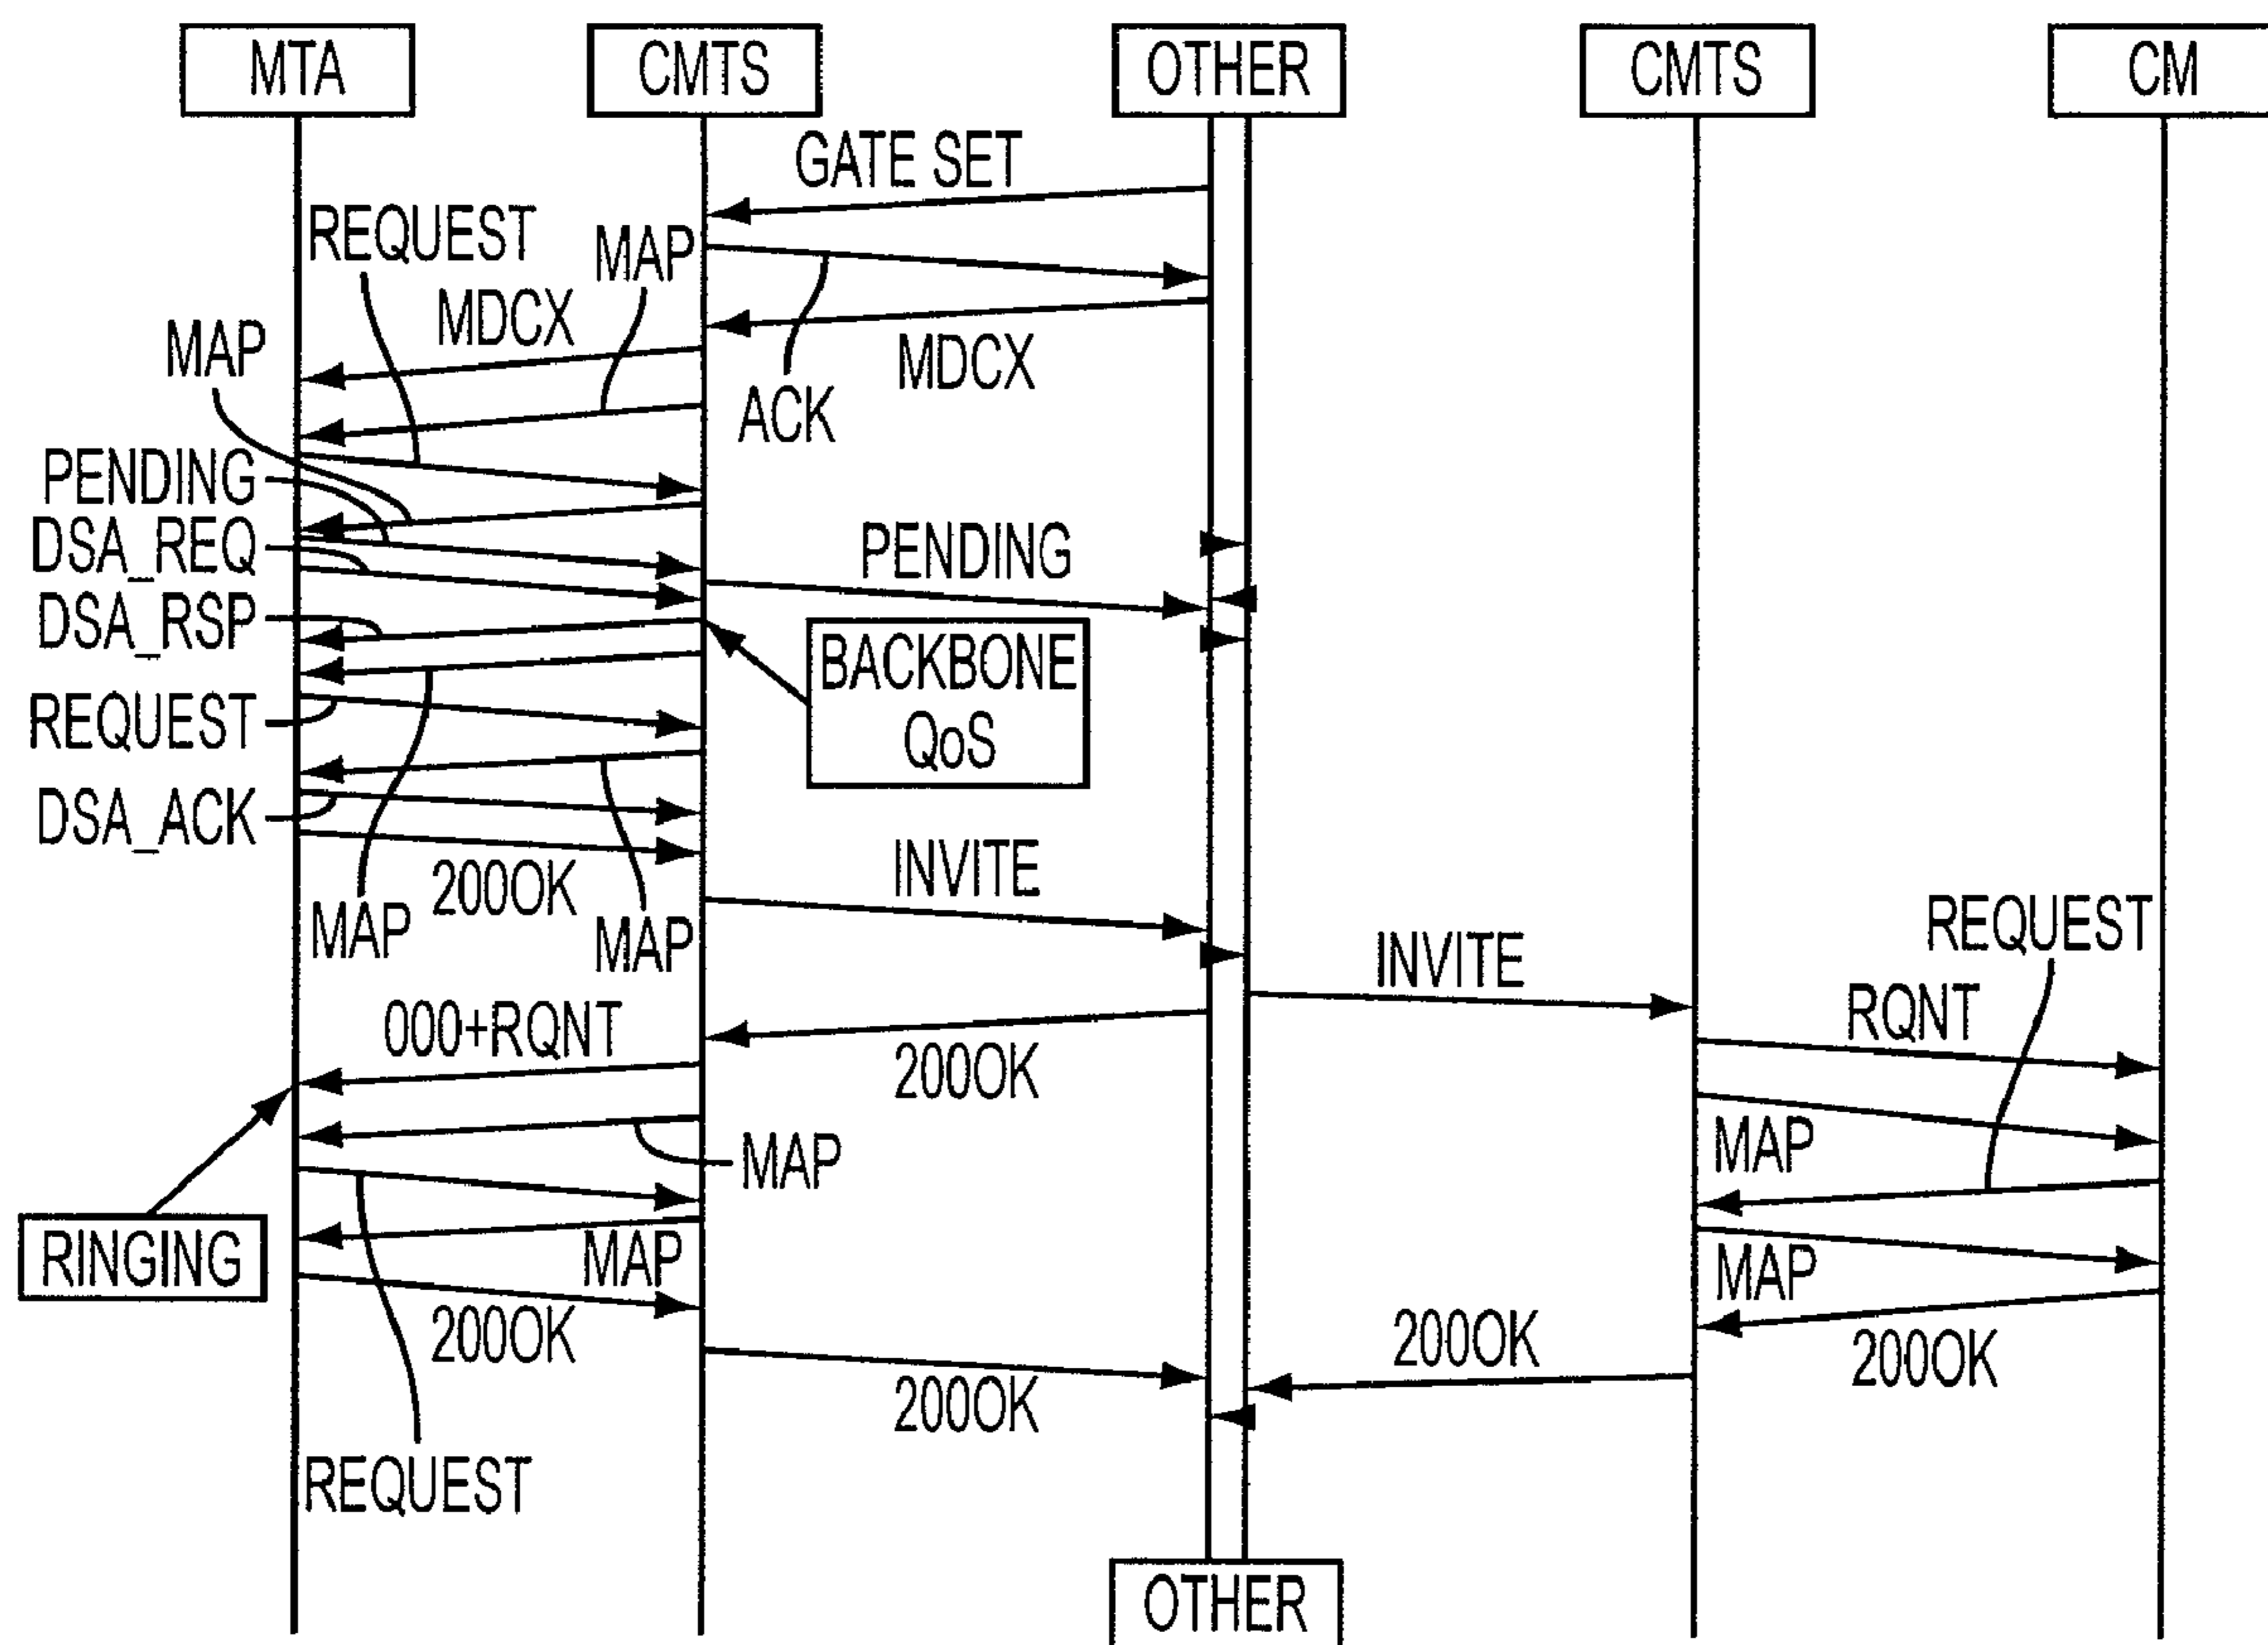 MTA
CMTS
OTHER
CMTS
CM
GATE SET
REQUEST
MAP
MDCX
MAP
MDCX
ACK
PENDING
DSA_REQ
PENDING
DSA_RSP
BACKBONE
QoS
REQUEST
DSA_ACK
200OK
INVITE
MAP
MAP
REQUEST
INVITE
RQNT
000+RQNT
200OK
MAP
MAP
RINGING
MAP
MAP
200OK
200OK
200OK
200OK
REQUEST
OTHER